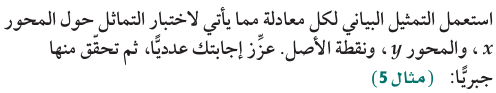 استعمل التمثيل البياني لكل معادلة مما يأتي لاختبار التماثل حول المحور
x ، والمحور y ، ونقطة الأصل. عزِّز إجابتك عدديًّا، ثم تحقّق منها
جبريًّا: (مثال 5)